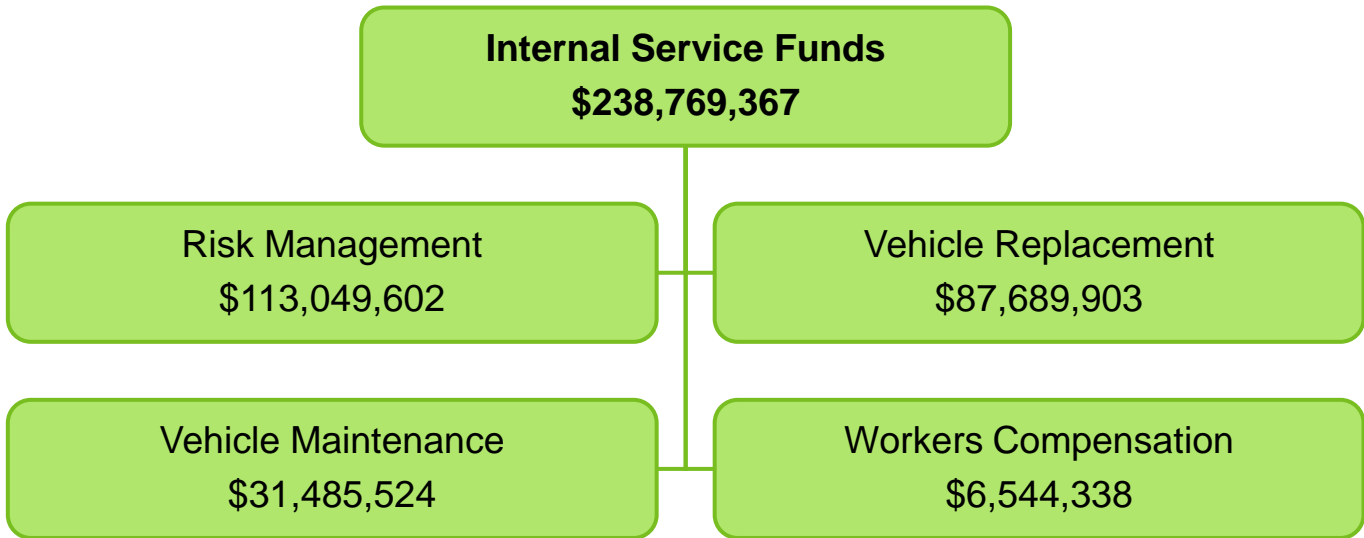 Internal Service Funds
$238,769,367
Risk Management
$113,049,602
Vehicle Replacement
$87,689,903
Vehicle Maintenance
$31,485,524
Workers Compensation
$6,544,338